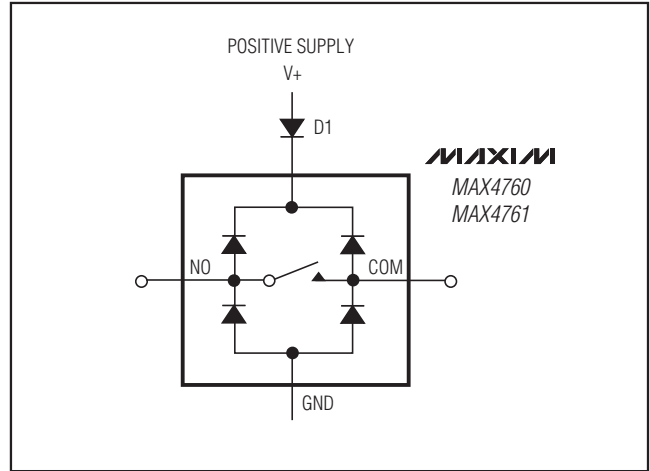 POSITIVE SUPPLY
V+
D1
MAXIM
MAX4760
MAX4761
NO
COM
GND